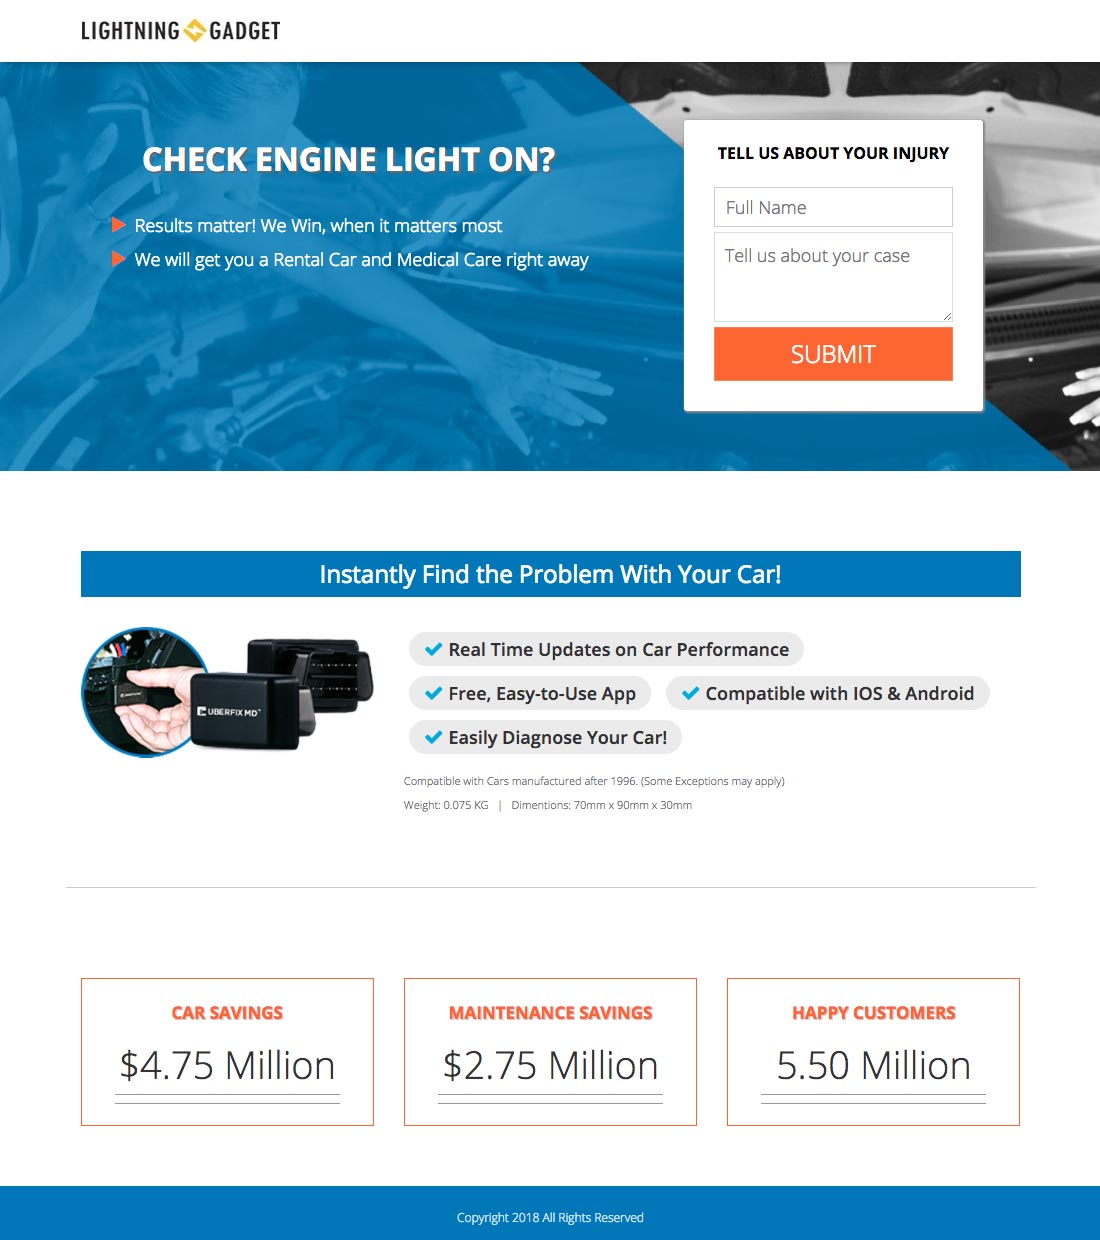 LIGHTNING GADGET
CHECK ENGINE LIGHT ON?
Results matter! We Win, when it matters most
We will get you a Rental Car and Medical Care right away
TELL US ABOUT YOUR INJURY
Full Name
Tell us about your case
SUBMIT
Instantly Find the Problem With Your Car!
UBERFIX MD+
Real Time Updates on Car Performance
Free, Easy-to-Use App
Compatible with IOS & Android
Easily Diagnose Your Car!
Compatible with Cars manufactured after 1996. (Some Exceptions may apply)
Weight: 0.075 KG | Dimentions: 70mm x 90mm x 30mm
CAR SAVINGS
$4.75 Million
MAINTENANCE SAVINGS
$2.75 Million
HAPPY CUSTOMERS
5.50 Million
Copyright 2018 All Rights Reserved